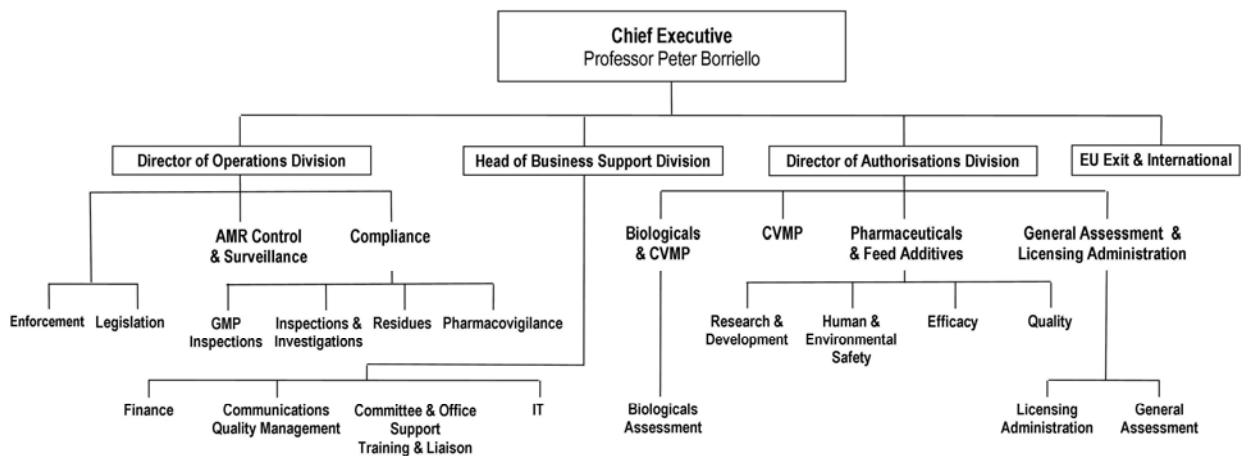 Chief Executive
Professor Peter Borriello
Director of Operations Division
Head of Business Support Division
Director of Authorisations Division
EU Exit & International
AMR Control
& Surveillance
Compliance
Biologicals
& CVMP
CVMP
Pharmaceuticals
& Feed Additives
General Assessment &
Licensing Administration
Enforcement
Legislation
GMP
Inspections
Inspections &
Investigations
Residues
Pharmacovigilance
Research &
Development
Human &
Environmental
Safety
Efficacy
Quality
Finance
Communications
Quality Management
Committee & Office
Support
Training & Liaison
IT
Biologicals
Assessment
Licensing
Administration
General
Assessment